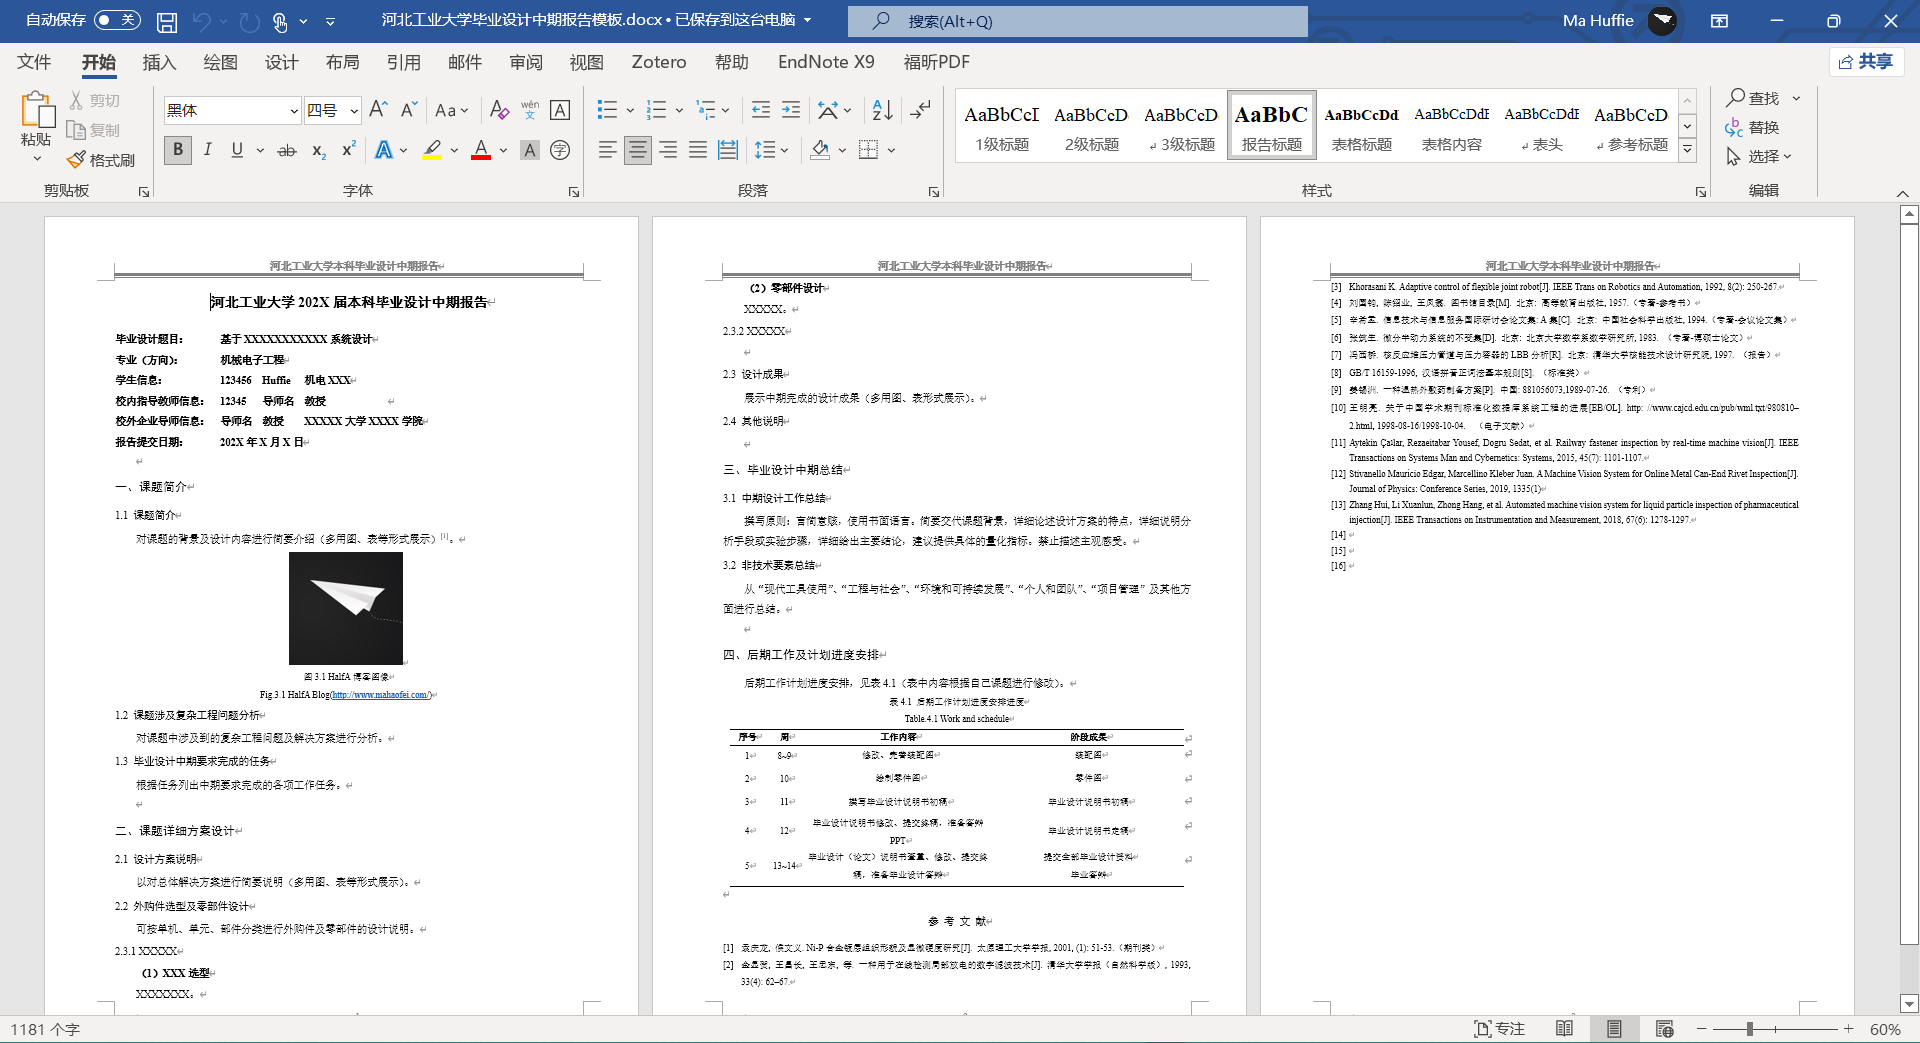 自动保存 关 河北工业大学毕业设计中期报告模板.docx • 已保存到这台电脑 搜索(Alt+Q) Ma Huffie
文件 开始 插入 绘图 设计 布局 引用 邮件 审阅 视图 Zotero 帮助 EndNote X9 福昕PDF 共享
粘贴 剪切 复制 格式刷 剪贴板
黑体 四号 Aa wén 文 A
B I U ab x₂ x² A A A 字 字体
段落
AaBbCcI AaBbCcD AaBbCcD AaBbC AaBbCcDd AaBbCcDdE AaBbCcDdE AaBbCcD
1级标题 2级标题 3级标题 报告标题 表格标题 表格内容 表头 参考标题
样式
查找 替换 选择 编辑
河北工业大学本科毕业设计中期报告
河北工业大学 202X 届本科毕业设计中期报告
毕业设计题目： 基于 XXXXXXXXXXX 系统设计
专业（方向）： 机械电子工程
学生信息： 123456 Huffie 机电 XXX
校内指导教师信息： 12345 导师名 教授
校外企业导师信息： 导师名 教授 XXXXX 大学 XXXX 学院
报告提交日期： 202X 年 X 月 X 日
一、课题简介
1.1 课题简介
对课题的背景及设计内容进行简要介绍（多用图、表等形式展示）[1]。
图 3.1 HalfA 博客图像
Fig.3.1 HalfA Blog(http://www.mahaofei.com/)
1.2 课题涉及复杂工程问题分析
对课题中涉及到的复杂工程问题及解决方案进行分析。
1.3 毕业设计中期要求完成的任务
根据任务列出中期要求完成的各项工作任务。
二、课题详细方案设计
2.1 设计方案说明
以对总体解决方案进行简要说明（多用图、表等形式展示）。
2.2 外购件选型及零部件设计
可按单机、单元、部件分类进行外购件及零部件的设计说明。
2.3.1 XXXXX
（1）XXX 选型
XXXXXXX。
河北工业大学本科毕业设计中期报告
（2）零部件设计
XXXXX。
2.3.2 XXXXX
2.3 设计成果
展示中期完成的设计成果（多用图、表形式展示）。
2.4 其他说明
三、毕业设计中期总结
3.1 中期设计工作总结
撰写原则：言简意赅，使用书面语言。简要交代课题背景，详细论述设计方案的特点，详细说明分
析手段或实验步骤，详细给出主要结论，建议提供具体的量化指标。禁止描述主观感受。
3.2 非技术要素总结
从“现代工具使用”、“工程与社会”、“环境和可持续发展”、“个人和团队”、“项目管理”及其他方
面进行总结。
四、后期工作及计划进度安排
后期工作计划进度安排，见表 4.1（表中内容根据自己课题进行修改）。
表 4.1 后期工作计划进度安排进度
Table.4.1 Work and schedule
序号 周 工作内容 阶段成果
1 8~9 修改、完善装配图 装配图
2 10 绘制零件图 零件图
3 11 撰写毕业设计说明书初稿 毕业设计说明书初稿
4 12 毕业设计说明书修改、提交终稿，准备答辩 PPT 毕业设计说明书定稿
5 13~14 毕业设计（论文）说明书查重、修改、提交终稿，准备毕业设计答辩 提交全部毕业设计资料 毕业答辩
参 考 文 献
[1] 袁庆龙, 侯文义. Ni-P 合金镀层组织形貌及显微硬度研究[J]. 太原理工大学学报, 2001, (1): 51-53.（期刊类）
[2] 金显贺, 王昌长, 王忠东, 等. 一种用于在线检测局部放电的数字滤波技术[J]. 清华大学学报（自然科学版）, 1993,
33(4): 62–67.
河北工业大学本科毕业设计中期报告
[3] Khorasani K. Adaptive control of flexible joint robot[J]. IEEE Trans on Robotics and Automation, 1992, 8(2): 250-267.
[4] 刘国钧, 陈绍业, 王凤翥. 图书馆目录[M]. 北京: 高等教育出版社, 1957.（专著-参考书）
[5] 辛希孟. 信息技术与信息服务国际研讨会论文集: A 集[C]. 北京: 中国社会科学出版社, 1994.（专著-会议论文集）
[6] 张筑生. 微分半动力系统的不变集[D]. 北京: 北京大学数学系数学研究所, 1983.（专著-博硕士论文）
[7] 冯西桥. 核反应堆压力管道与压力容器的 LBB 分析[R]. 北京: 清华大学核能技术设计研究院, 1997.（报告）
[8] GB/T 16159-1996, 汉语拼音正词法基本规则[S].（标准类）
[9] 姜锡洲. 一种温热外敷药制备方案[P]. 中国: 881056073,1989-07-26.（专利）
[10] 王明亮. 关于中国学术期刊标准化数据库系统工程的进展[EB/OL]. http: //www.cajcd.edu.cn/pub/wml.txt/980810–
2.html, 1998-08-16/1998-10-04. （电子文献）
[11] Aytekin Çağlar, Rezaeitabar Yousef, Dogru Sedat, et al. Railway fastener inspection by real-time machine vision[J]. IEEE
Transactions on Systems Man and Cybernetics: Systems, 2015, 45(7): 1101-1107.
[12] Stivanello Mauricio Edgar, Marcellino Kleber Juan. A Machine Vision System for Online Metal Can-End Rivet Inspection[J].
Journal of Physics: Conference Series, 2019, 1335(1)
[13] Zhang Hui, Li Xuanlun, Zhong Hang, et al. Automated machine vision system for liquid particle inspection of pharmaceutical
injection[J]. IEEE Transactions on Instrumentation and Measurement, 2018, 67(6): 1278-1297.
[14]
[15]
[16]
1181 个字 专注 60%